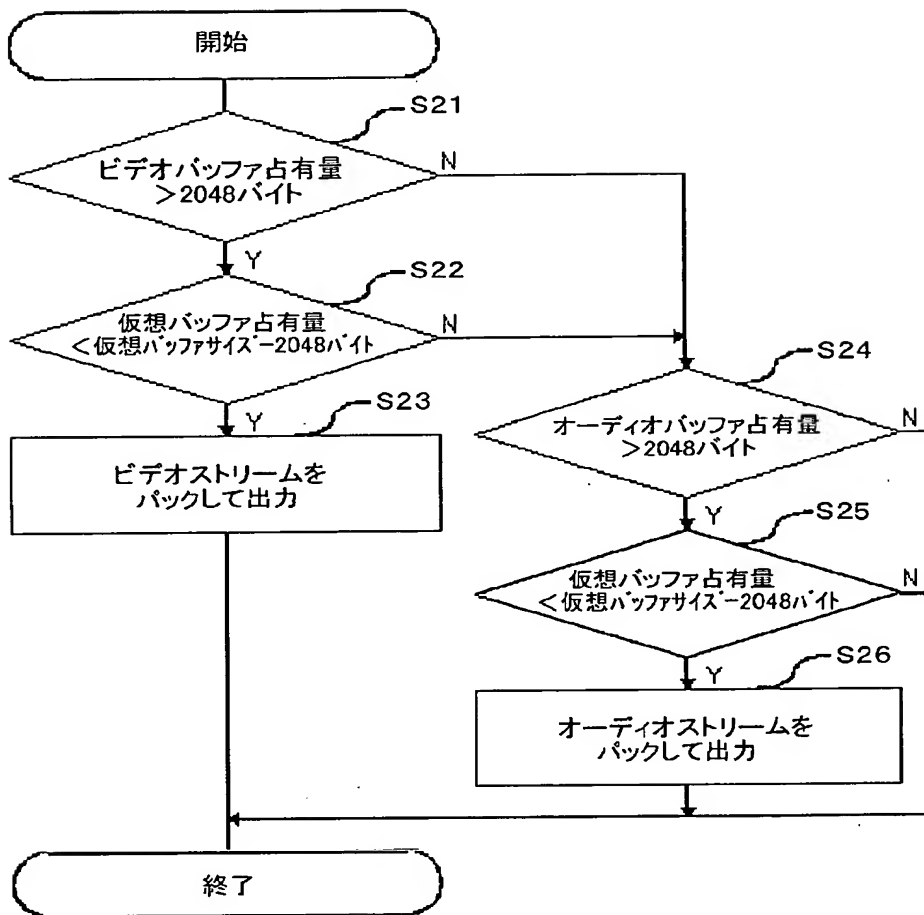 開始
S21
ビデオバッファ占有量
>2048バイト
N
Y
S22
仮想バッファ占有量
<仮想バッファサイズ-2048バイト
N
Y
S23
ビデオストリームを
パックして出力
S24
オーディオバッファ占有量
>2048バイト
N
Y
S25
仮想バッファ占有量
<仮想バッファサイズ-2048バイト
N
Y
S26
オーディオストリームを
パックして出力
終了